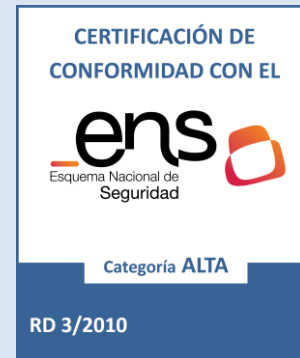 CERTIFICACIÓN DE
CONFORMIDAD CON EL
_ens
Esquema Nacional de
Seguridad
Categoría ALTA
RD 3/2010